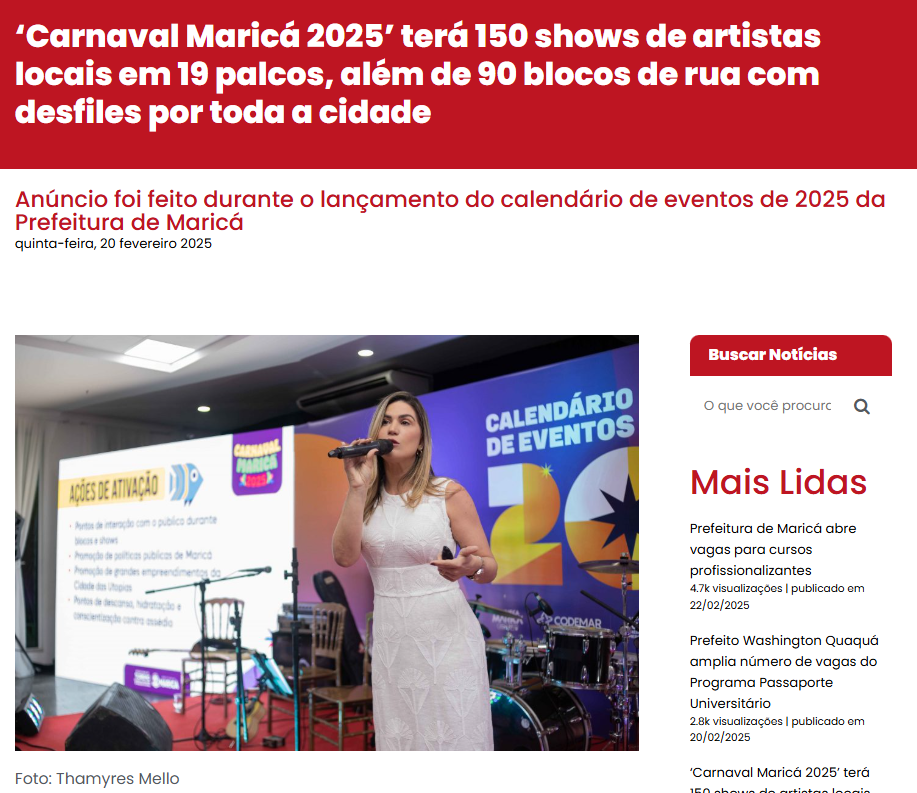 ‘Carnaval Maricá 2025’ terá 150 shows de artistas
locais em 19 palcos, além de 90 blocos de rua com
desfiles por toda a cidade
Anúncio foi feito durante o lançamento do calendário de eventos de 2025 da
Prefeitura de Maricá
quinta-feira, 20 fevereiro 2025
CARNAVAL
MARICÁ
2025
AÇÕES DE ATIVAÇÃO
• Pontos de interação com o público durante
blocos e shows
• Promoção de políticas públicas de Maricá
• Promoção de grandes empreendimentos da
Cidade das Utopias
• Pontos de descanso, hidratação e
conscientização contra assédio
CALENDÁRIO
DE EVENTOS
20
MARICÁ
CODEMAR
Foto: Thamyres Mello
Buscar Notícias
O que você procura
Mais Lidas
Prefeitura de Maricá abre
vagas para cursos
profissionalizantes
4.7k visualizações | publicado em
22/02/2025
Prefeito Washington Quaquá
amplia número de vagas do
Programa Passaporte
Universitário
2.8k visualizações | publicado em
20/02/2025
‘Carnaval Maricá 2025’ terá
150 shows de artistas locais